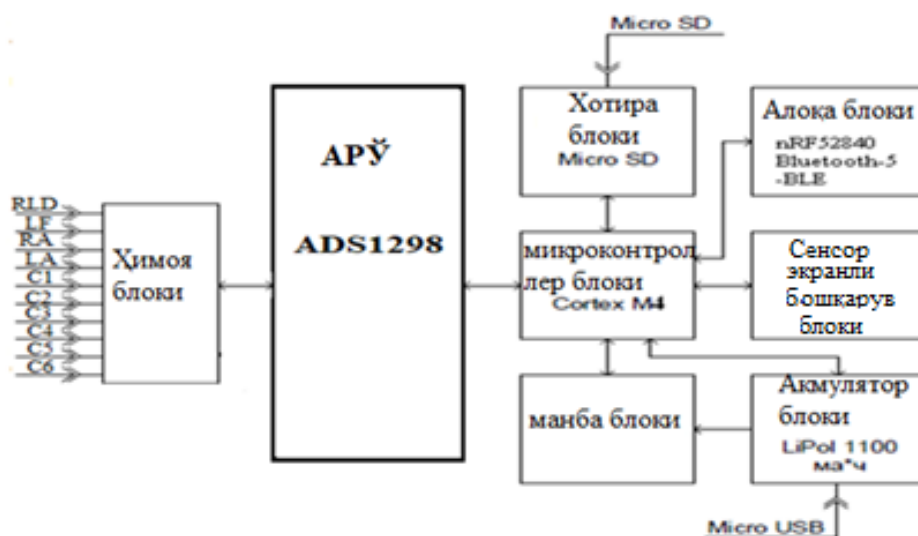 Micro SD
Хотира
блоки
Micro SD
Алоқа блоки
nRF52840
Bluetooth-5
-BLE
АРЎ
ADS1298
RLD
LF
RA
LA
C1
C2
C3
C4
C5
C6
Ҳимоя
блоки
микроконтрол
лер блоки
Cortex M4
Сенсор
экранли
бошқарув
блоки
манба блоки
Акмулятор
блоки
LiPol 1100
ма*ч
Micro USB